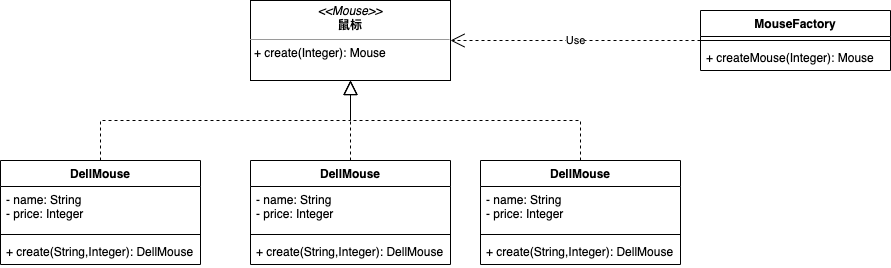 <<Mouse>>
鼠标
+ create(Integer): Mouse
Use
MouseFactory
+ createMouse(Integer): Mouse
DellMouse
- name: String
- price: Integer
+ create(String,Integer): DellMouse
DellMouse
- name: String
- price: Integer
+ create(String,Integer): DellMouse
DellMouse
- name: String
- price: Integer
+ create(String,Integer): DellMouse